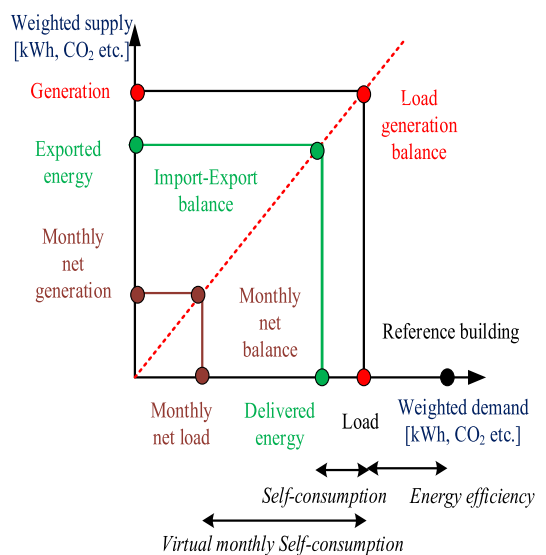 Weighted supply
[kWh, CO2 etc.]
Generation
Load
generation
balance
Exported
energy
Import-Export
balance
Monthly
net
generation
Monthly
net
balance
Reference building
Monthly
net load
Delivered
energy
Load
Weighted demand
[kWh, CO2 etc.]
Self-consumption
Energy efficiency
Virtual monthly Self-consumption